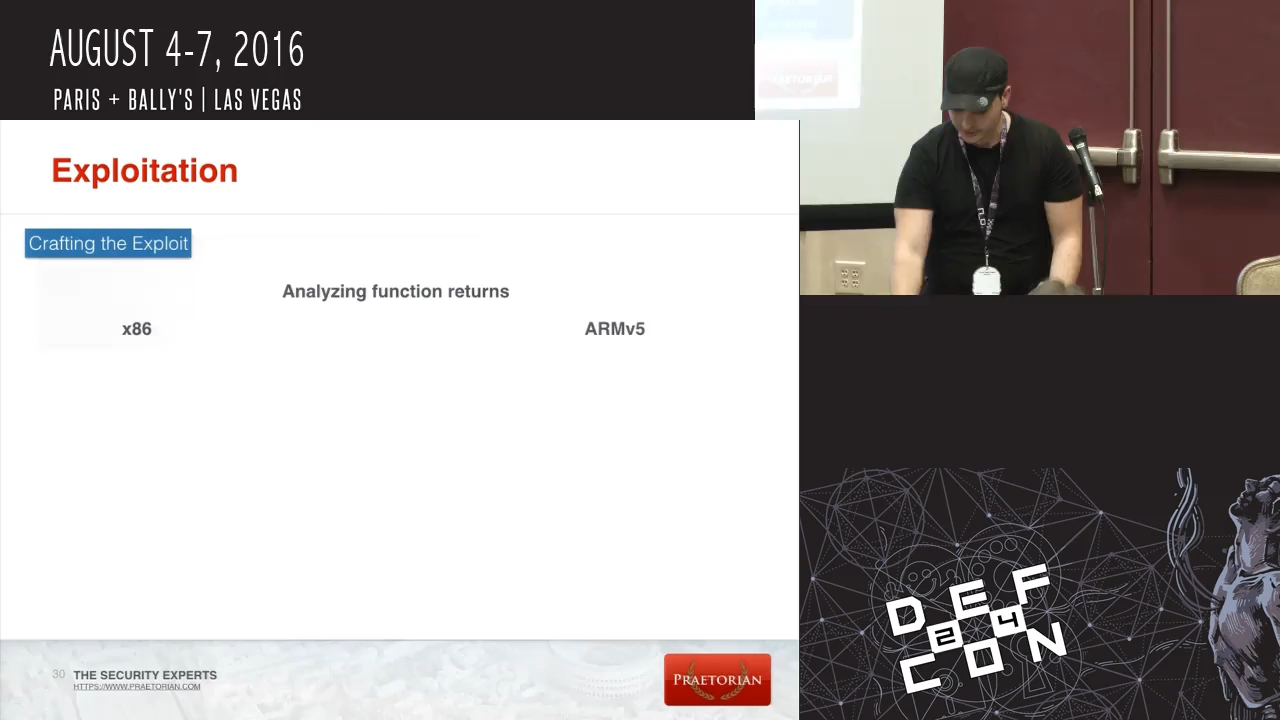 AUGUST 4-7, 2016
PARIS + BALLY'S | LAS VEGAS
Exploitation
Crafting the Exploit
Analyzing function returns
x86
ARMv5
30
THE SECURITY EXPERTS
HTTPS://WWW.PRAETORIAN.COM
PRAETORIAN
PRAETORIAN
DEF
24
CON